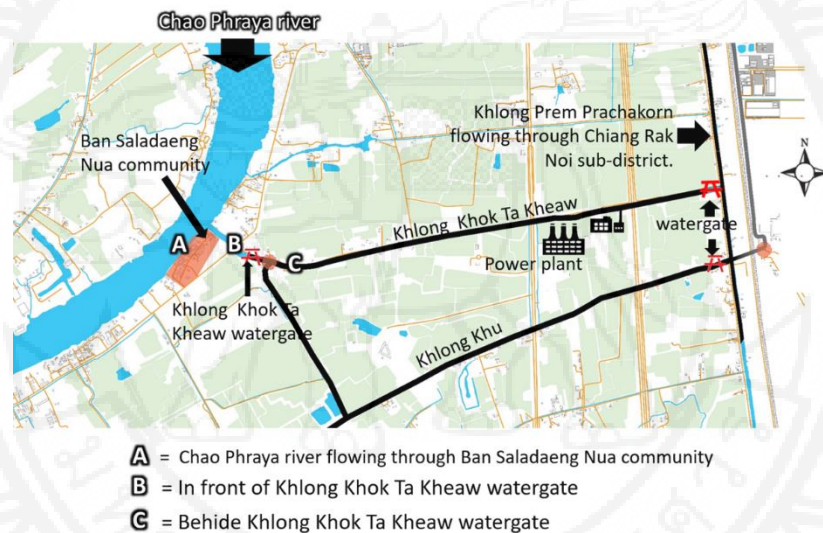 Chao Phraya river
Ban Saladaeng
Nua community
Khlong Prem Prachakorn
flowing through Chiang Rak
Noi sub-district.
N
Khlong Khok Ta Kheaw
watergate
A
B
C
Power plant
Khlong Khok Ta
Kheaw watergate
Khlong Khu
A = Chao Phraya river flowing through Ban Saladaeng Nua community
B = In front of Khlong Khok Ta Kheaw watergate
C = Behide Khlong Khok Ta Kheaw watergate